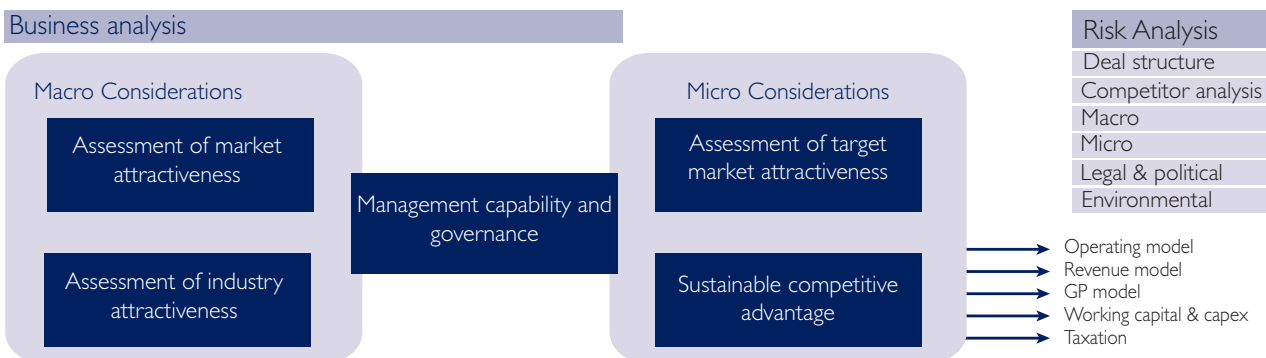 Business analysis
Macro Considerations
Assessment of market
attractiveness
Assessment of industry
attractiveness
Management capability and
governance
Micro Considerations
Assessment of target
market attractiveness
Sustainable competitive
advantage
Operating model
Revenue model
GP model
Working capital & capex
Taxation
Risk Analysis
Deal structure
Competitor analysis
Macro
Micro
Legal & political
Environmental